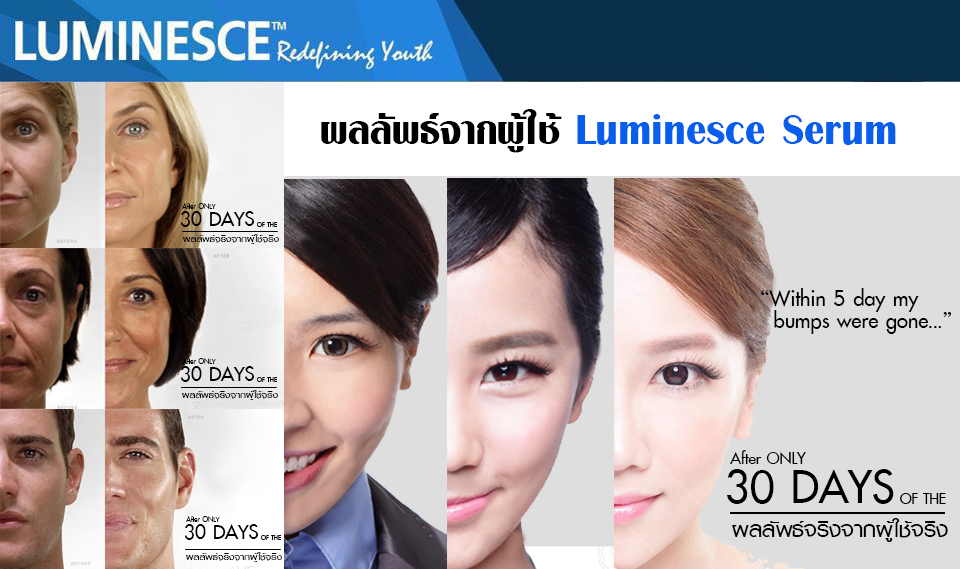 LUMINESCE™ Redefining Youth
ผลลัพธ์จากผู้ใช้ Luminesce Serum
After ONLY
30 DAYS OF THE
ผลลัพธ์จริงจากผู้ใช้จริง
BEFORE
AFTER
After ONLY
30 DAYS OF THE
ผลลัพธ์จริงจากผู้ใช้จริง
BEFORE
AFTER
After ONLY
30 DAYS OF THE
ผลลัพธ์จริงจากผู้ใช้จริง
BEFORE
“Within 5 day my
bumps were gone...”
After ONLY
30 DAYS OF THE
ผลลัพธ์จริงจากผู้ใช้จริง